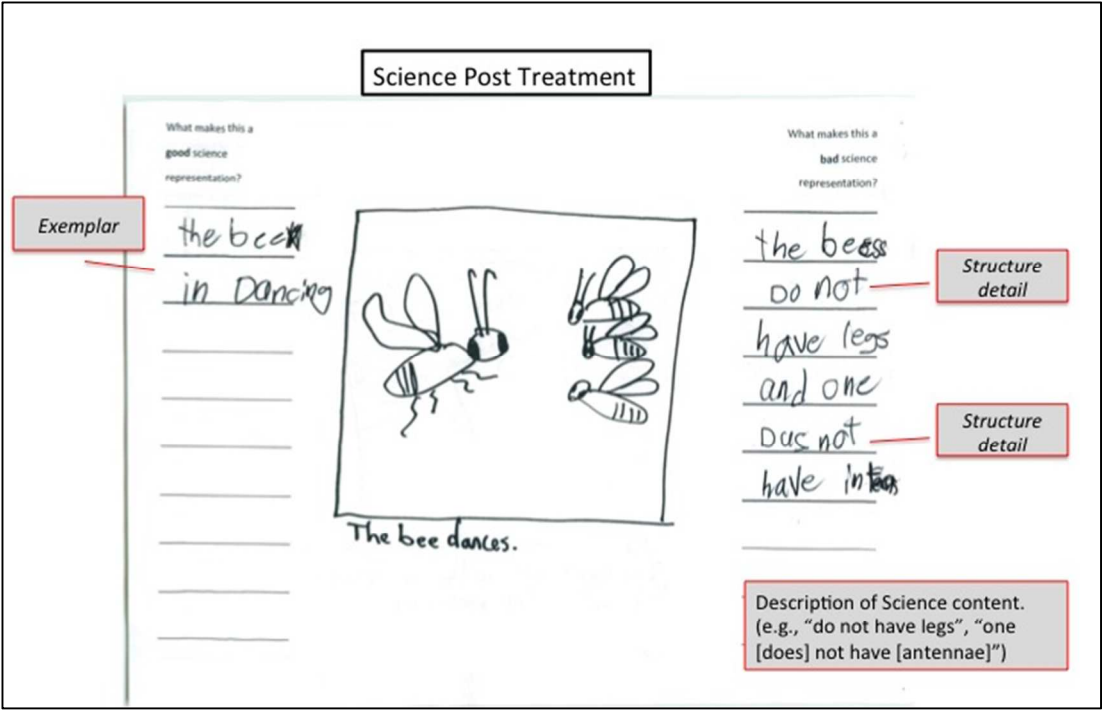 Science Post Treatment
What makes this a
good science
representation?
the bee
in Dancing
Exemplar
The bee dances.
What makes this a
bad science
representation?
the bees
Do not
have legs
and one
Dus not
have
Structure
detail
Structure
detail
Description of Science content.
(e.g., “do not have legs”, “one
[does] not have [antennae]”)